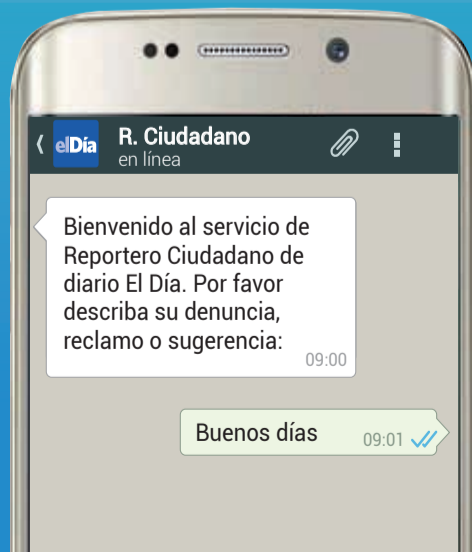 elDía
R. Ciudadano
en línea
Bienvenido al servicio de
Reportero Ciudadano de
diario El Día. Por favor
describa su denuncia,
reclamo o sugerencia:
09:00
Buenos días
09:01